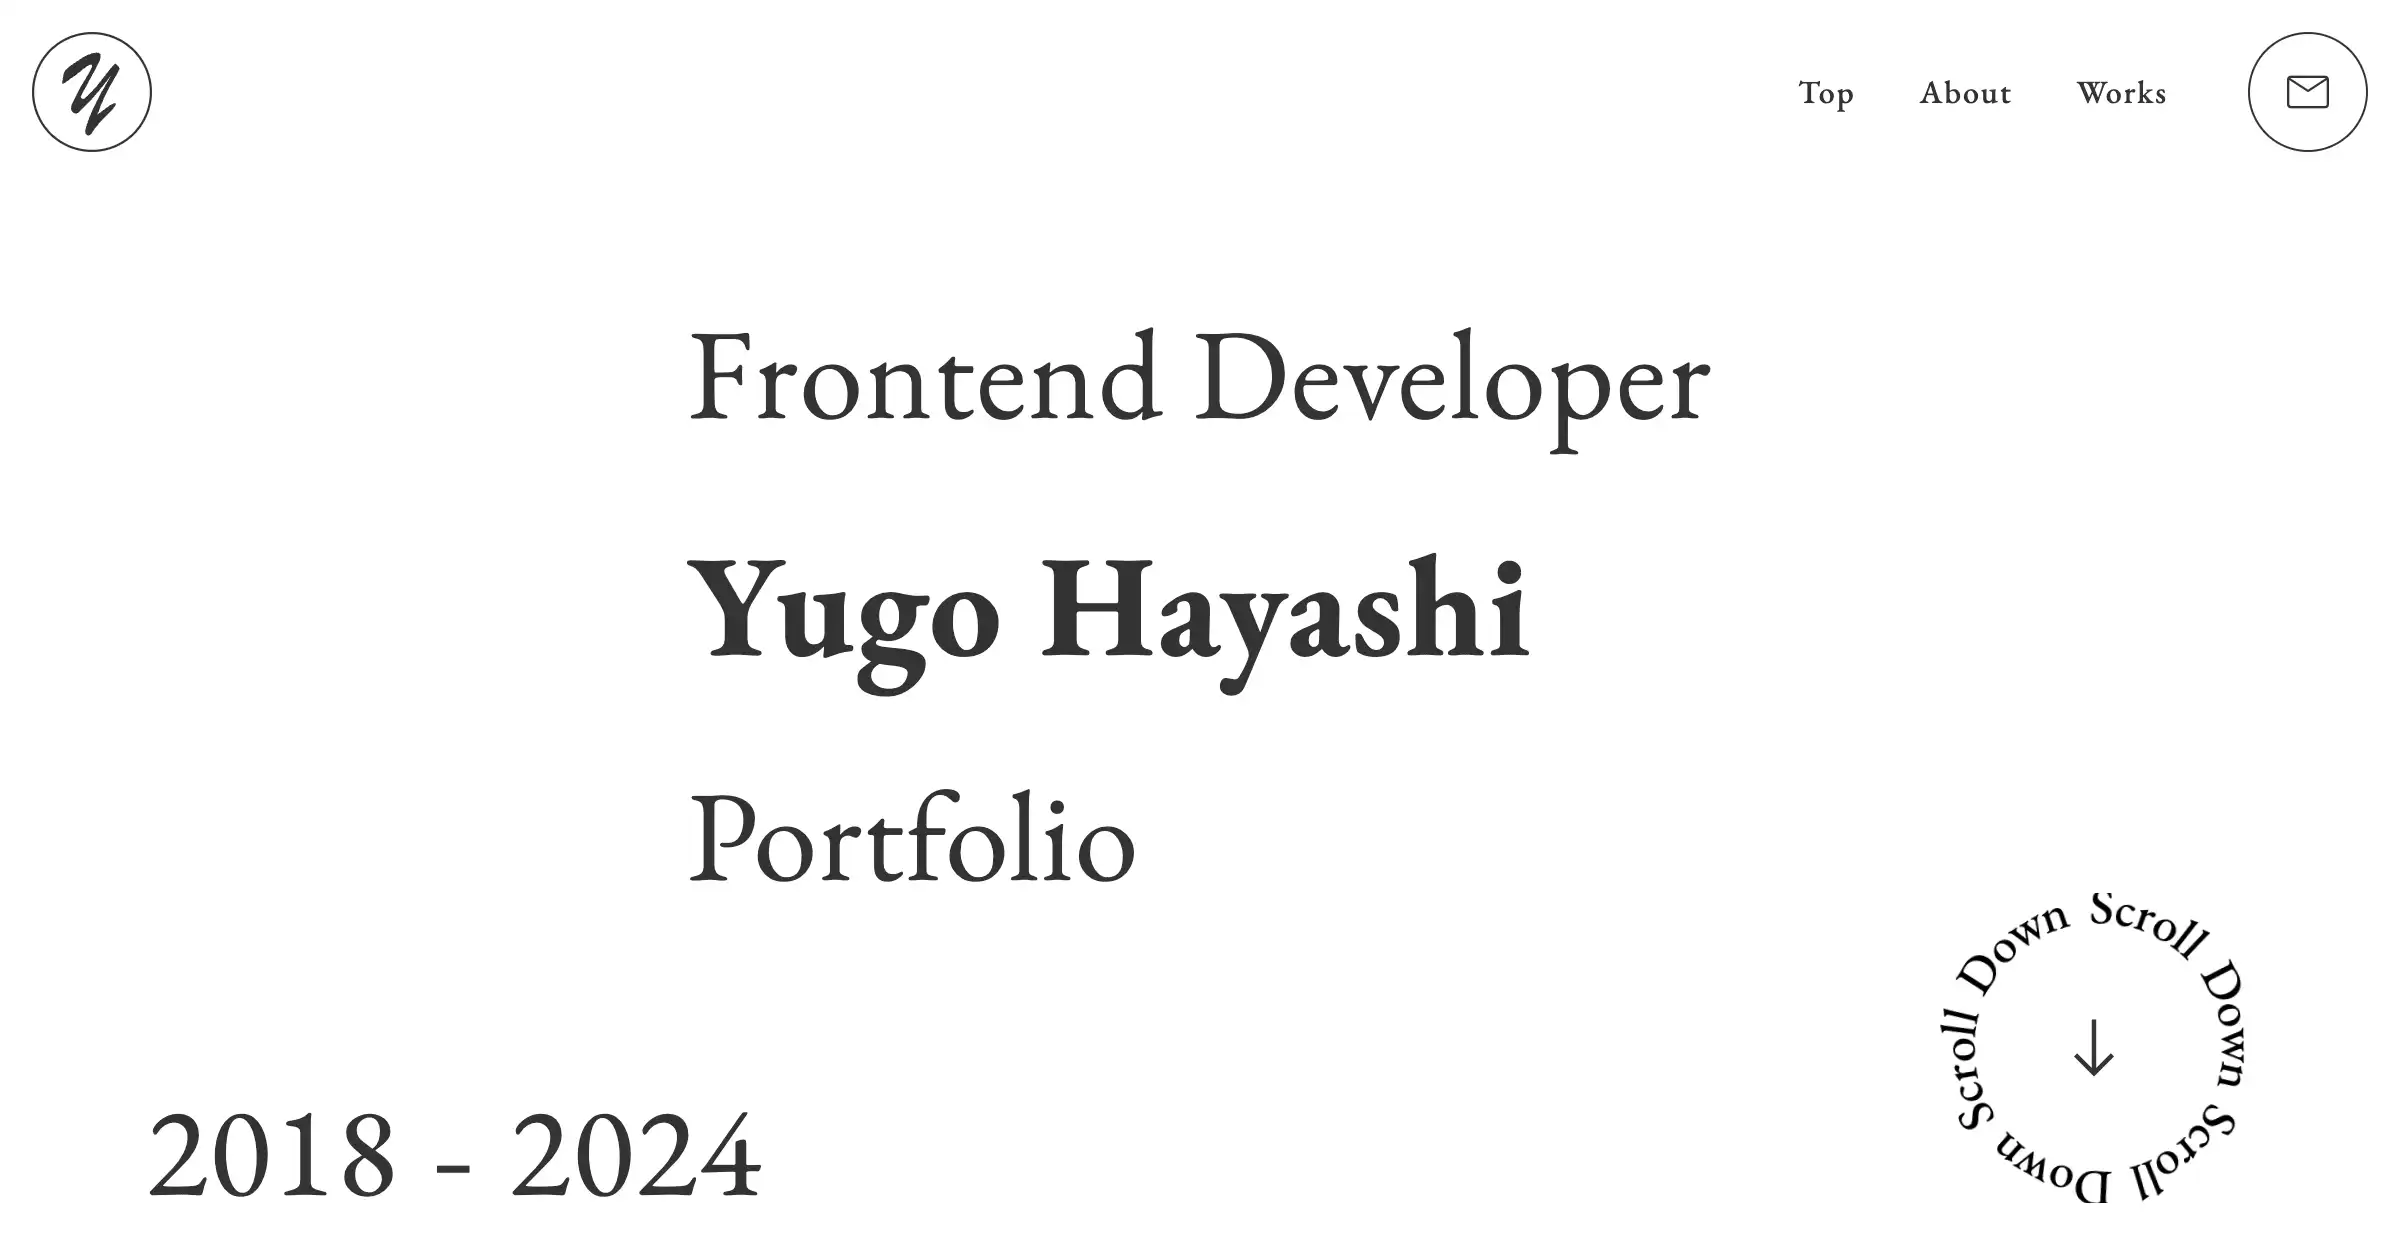 Y
Top
About
Works
Frontend Developer
Yugo Hayashi
Portfolio
Scroll Down Scroll Down Scroll Down
2018 - 2024